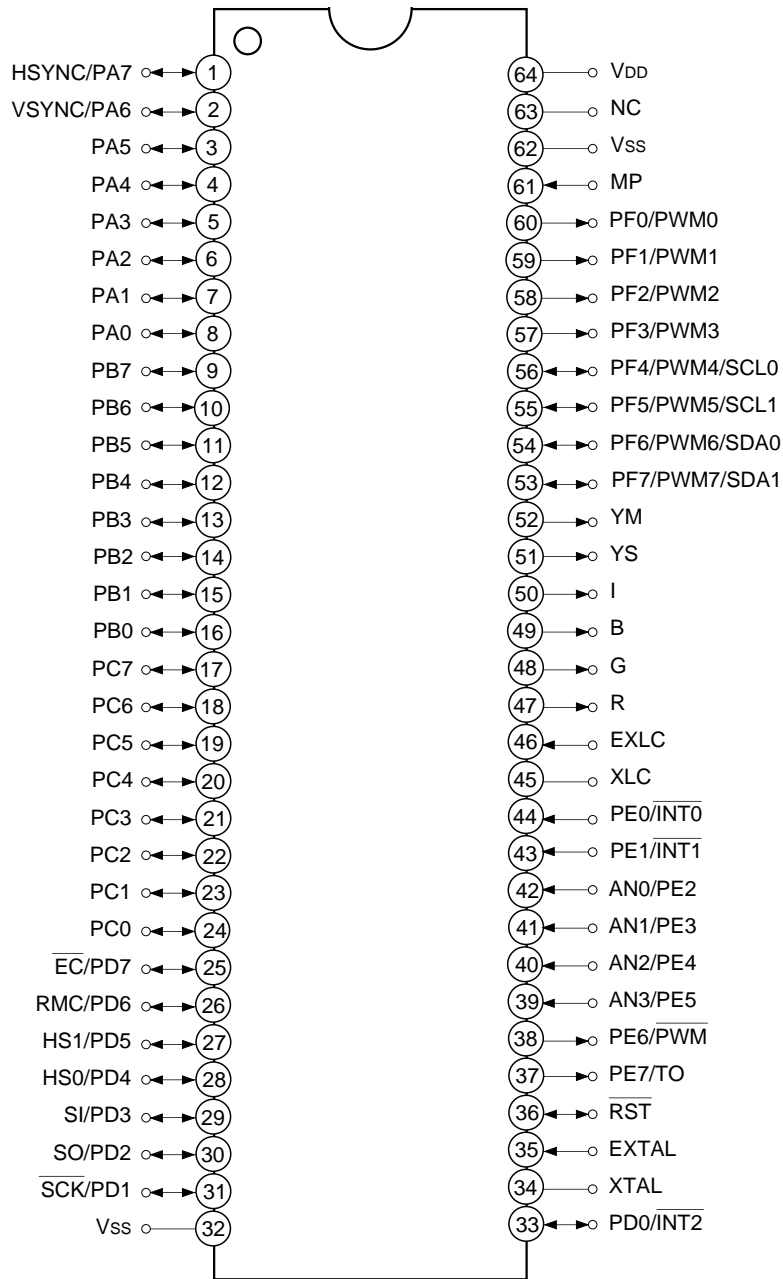 HSYNC/PA7 1 64 VDD
VSYNC/PA6 2 63 NC
PA5 3 62 VSS
PA4 4 61 MP
PA3 5 60 PF0/PWM0
PA2 6 59 PF1/PWM1
PA1 7 58 PF2/PWM2
PA0 8 57 PF3/PWM3
PB7 9 56 PF4/PWM4/SCL0
PB6 10 55 PF5/PWM5/SCL1
PB5 11 54 PF6/PWM6/SDA0
PB4 12 53 PF7/PWM7/SDA1
PB3 13 52 YM
PB2 14 51 YS
PB1 15 50 I
PB0 16 49 B
PC7 17 48 G
PC6 18 47 R
PC5 19 46 EXLC
PC4 20 45 XLC
PC3 21 44 PE0/I̅N̅T̅0̅
PC2 22 43 PE1/I̅N̅T̅1̅
PC1 23 42 AN0/PE2
PC0 24 41 AN1/PE3
E̅C̅/PD7 25 40 AN2/PE4
RMC/PD6 26 39 AN3/PE5
HS1/PD5 27 38 PE6/P̅W̅M̅
HS0/PD4 28 37 PE7/TO
SI/PD3 29 36 R̅S̅T̅
SO/PD2 30 35 EXTAL
S̅C̅K̅/PD1 31 34 XTAL
VSS 32 33 PD0/I̅N̅T̅2̅